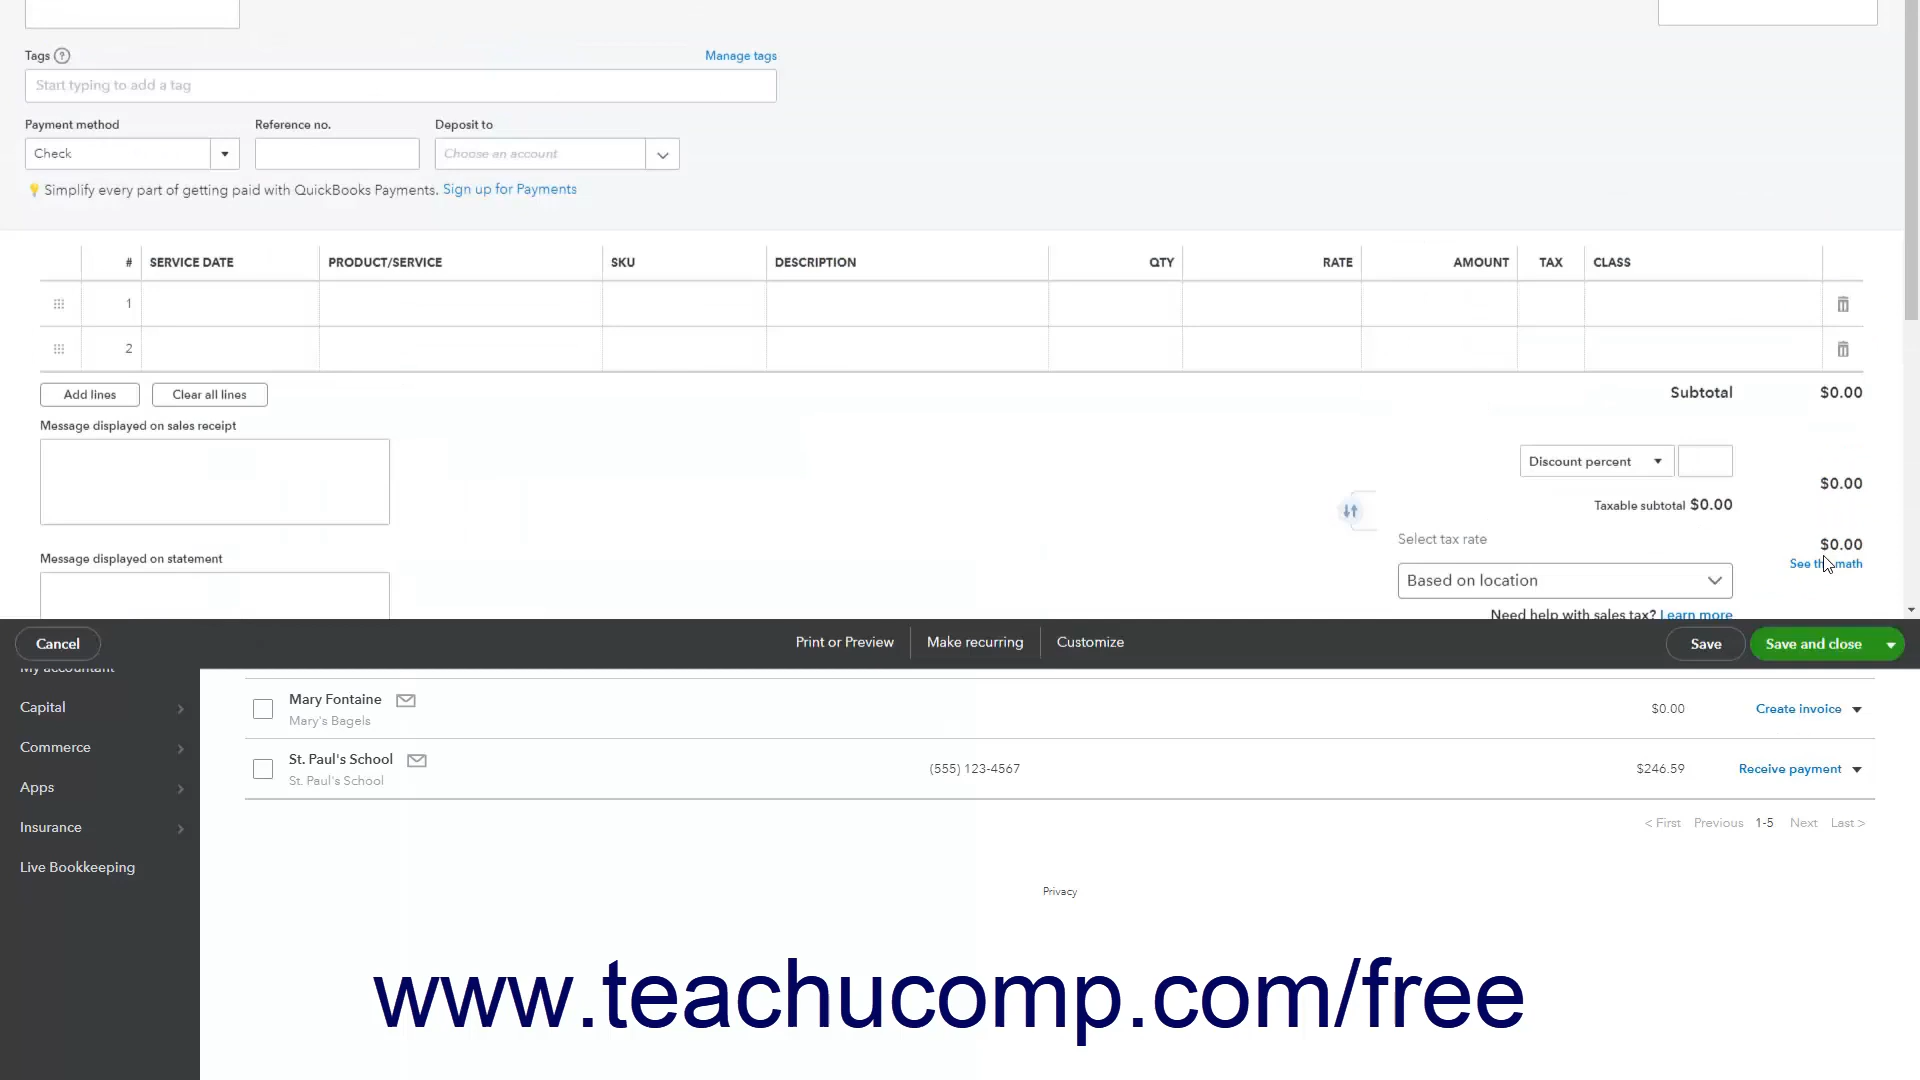 Tags ? Manage tags
Start typing to add a tag
Payment method Reference no. Deposit to
Check Choose an account
Simplify every part of getting paid with QuickBooks Payments. Sign up for Payments
# SERVICE DATE PRODUCT/SERVICE SKU DESCRIPTION QTY RATE AMOUNT TAX CLASS
1
2
Add lines Clear all lines Subtotal $0.00
Message displayed on sales receipt
Discount percent $0.00
Taxable subtotal $0.00
Select tax rate $0.00
Message displayed on statement See the math
Based on location
Need help with sales tax? Learn more
Cancel Print or Preview Make recurring Customize Save Save and close
My accountant
Capital
Commerce
Apps
Insurance
Live Bookkeeping
Mary Fontaine
Mary's Bagels $0.00 Create invoice
St. Paul's School
St. Paul's School (555) 123-4567 $246.59 Receive payment
< First Previous 1-5 Next Last >
Privacy
www.teachucomp.com/free